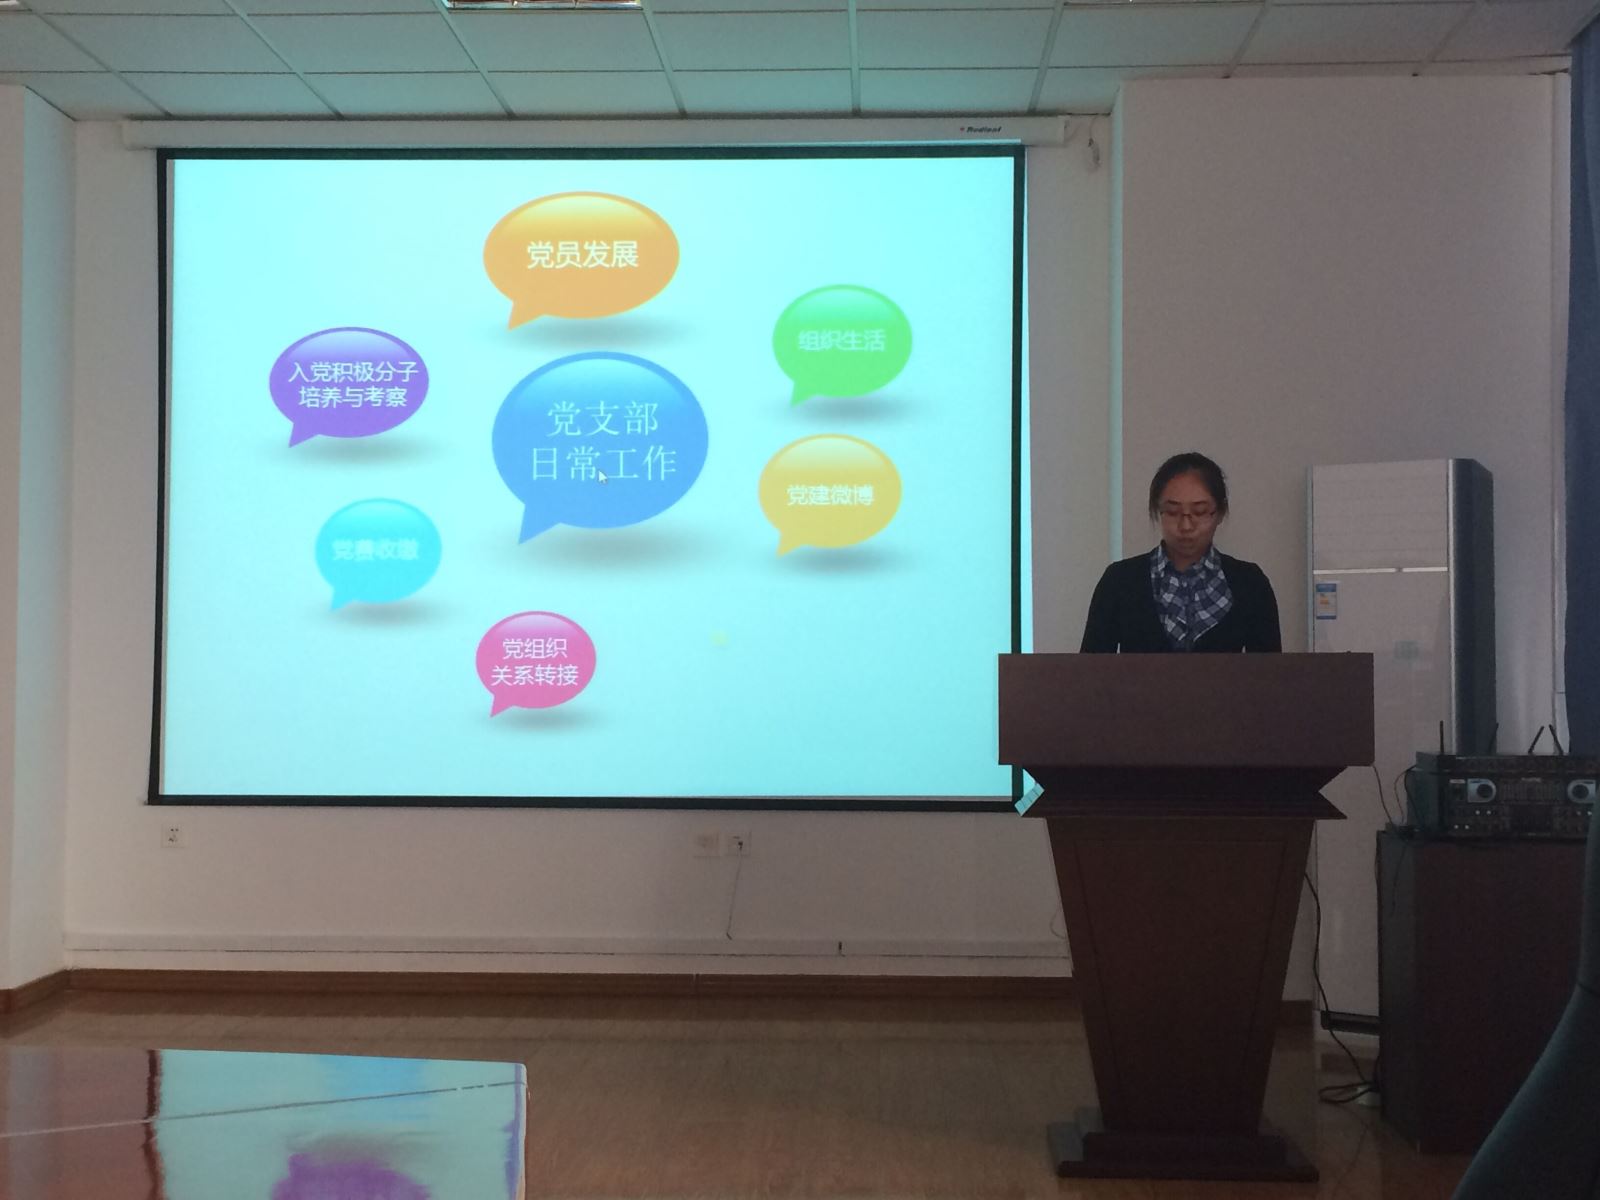 Redleaf
党员发展
组织生活
入党积极分子
培养与考察
党支部
日常工作
党建微博
党费收缴
党组织
关系转接